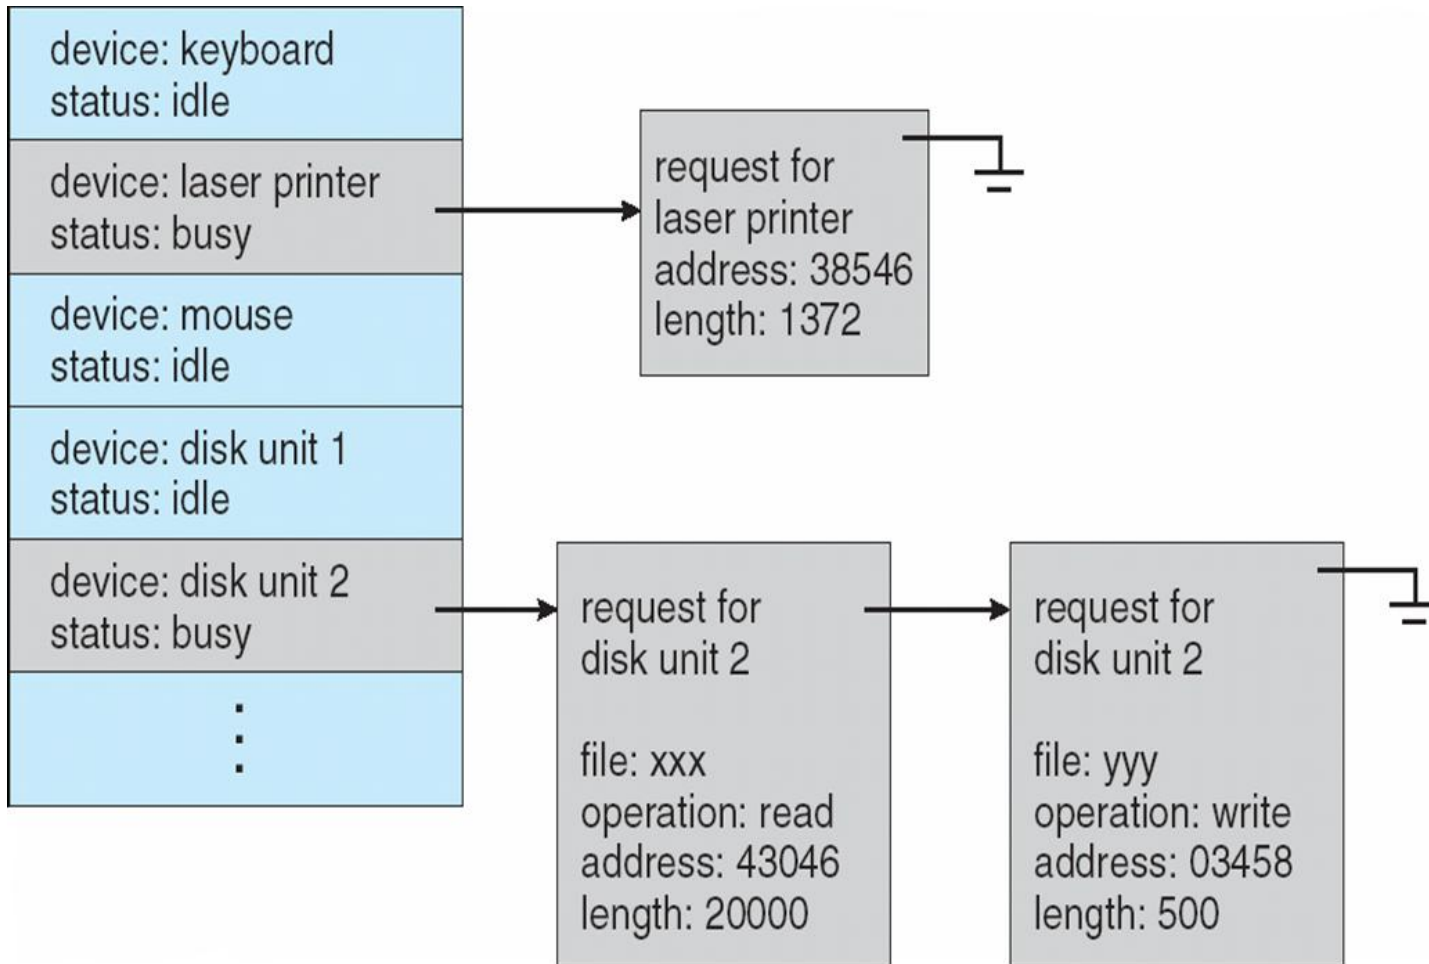 device: keyboard
status: idle
device: laser printer
status: busy
device: mouse
status: idle
device: disk unit 1
status: idle
device: disk unit 2
status: busy
request for
laser printer
address: 38546
length: 1372
request for
disk unit 2
file: xxx
operation: read
address: 43046
length: 20000
request for
disk unit 2
file: yyy
operation: write
address: 03458
length: 500